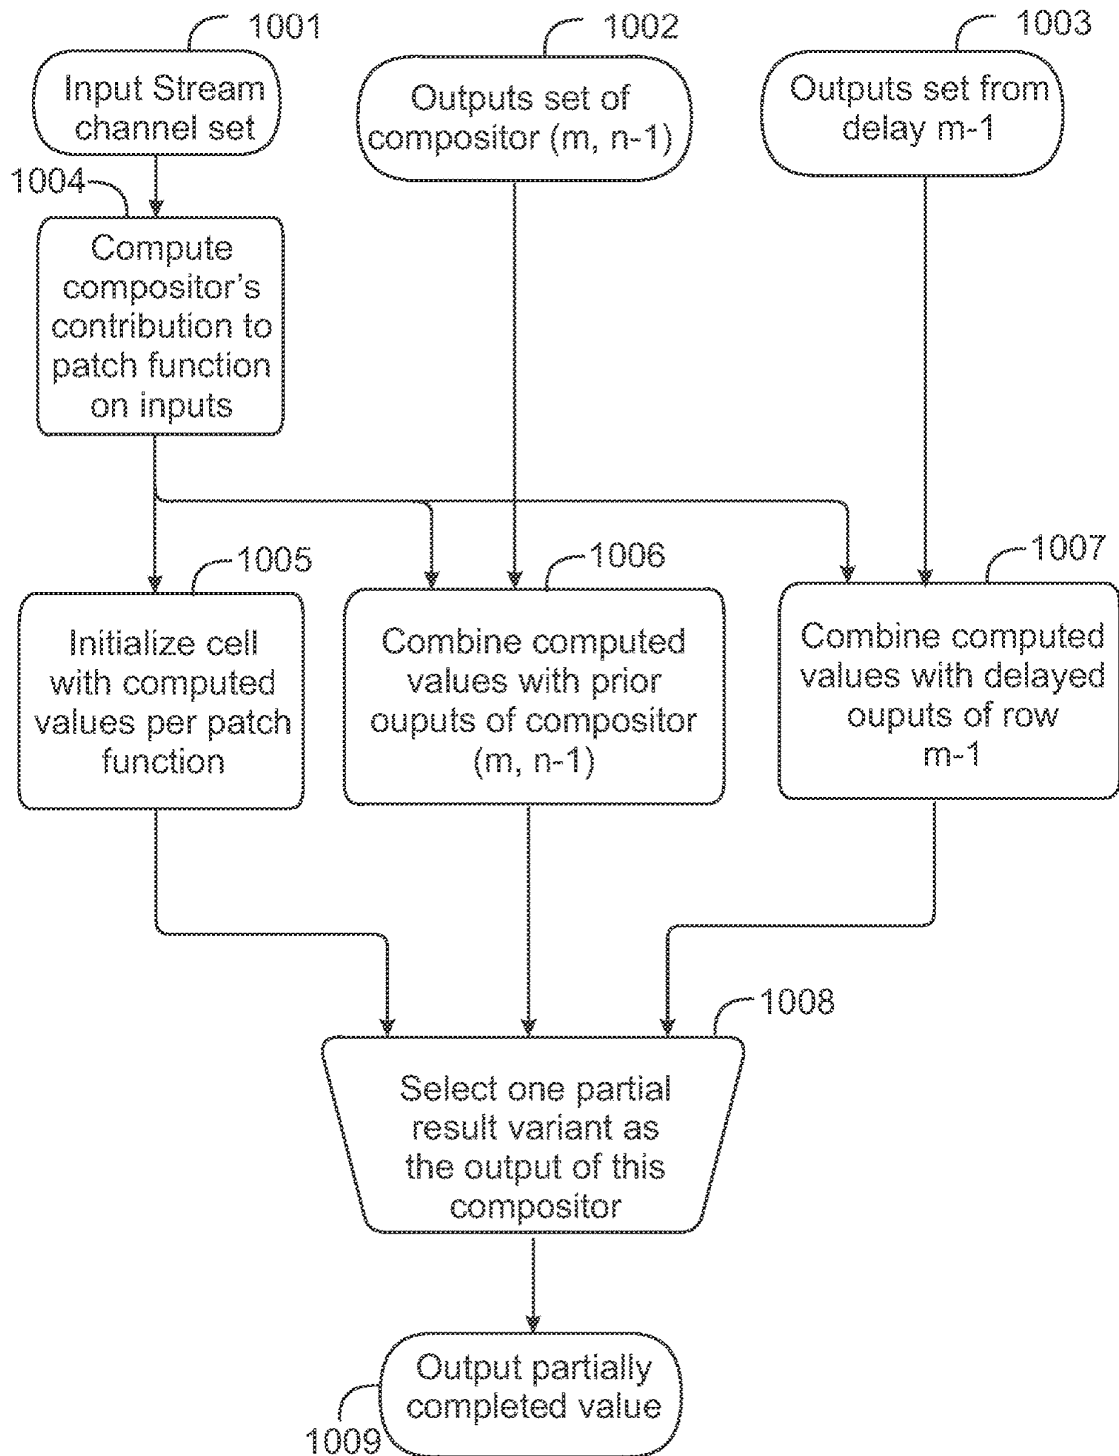 1001
Input Stream
channel set
1002
Outputs set of
compositor (m, n-1)
1003
Outputs set from
delay m-1
1004
Compute
compositor's
contribution to
patch function
on inputs
1005
Initialize cell
with computed
values per patch
function
1006
Combine computed
values with prior
ouputs of compositor
(m, n-1)
1007
Combine computed
values with delayed
ouputs of row
m-1
1008
Select one partial
result variant as
the output of this
compositor
Output partially
completed value
1009